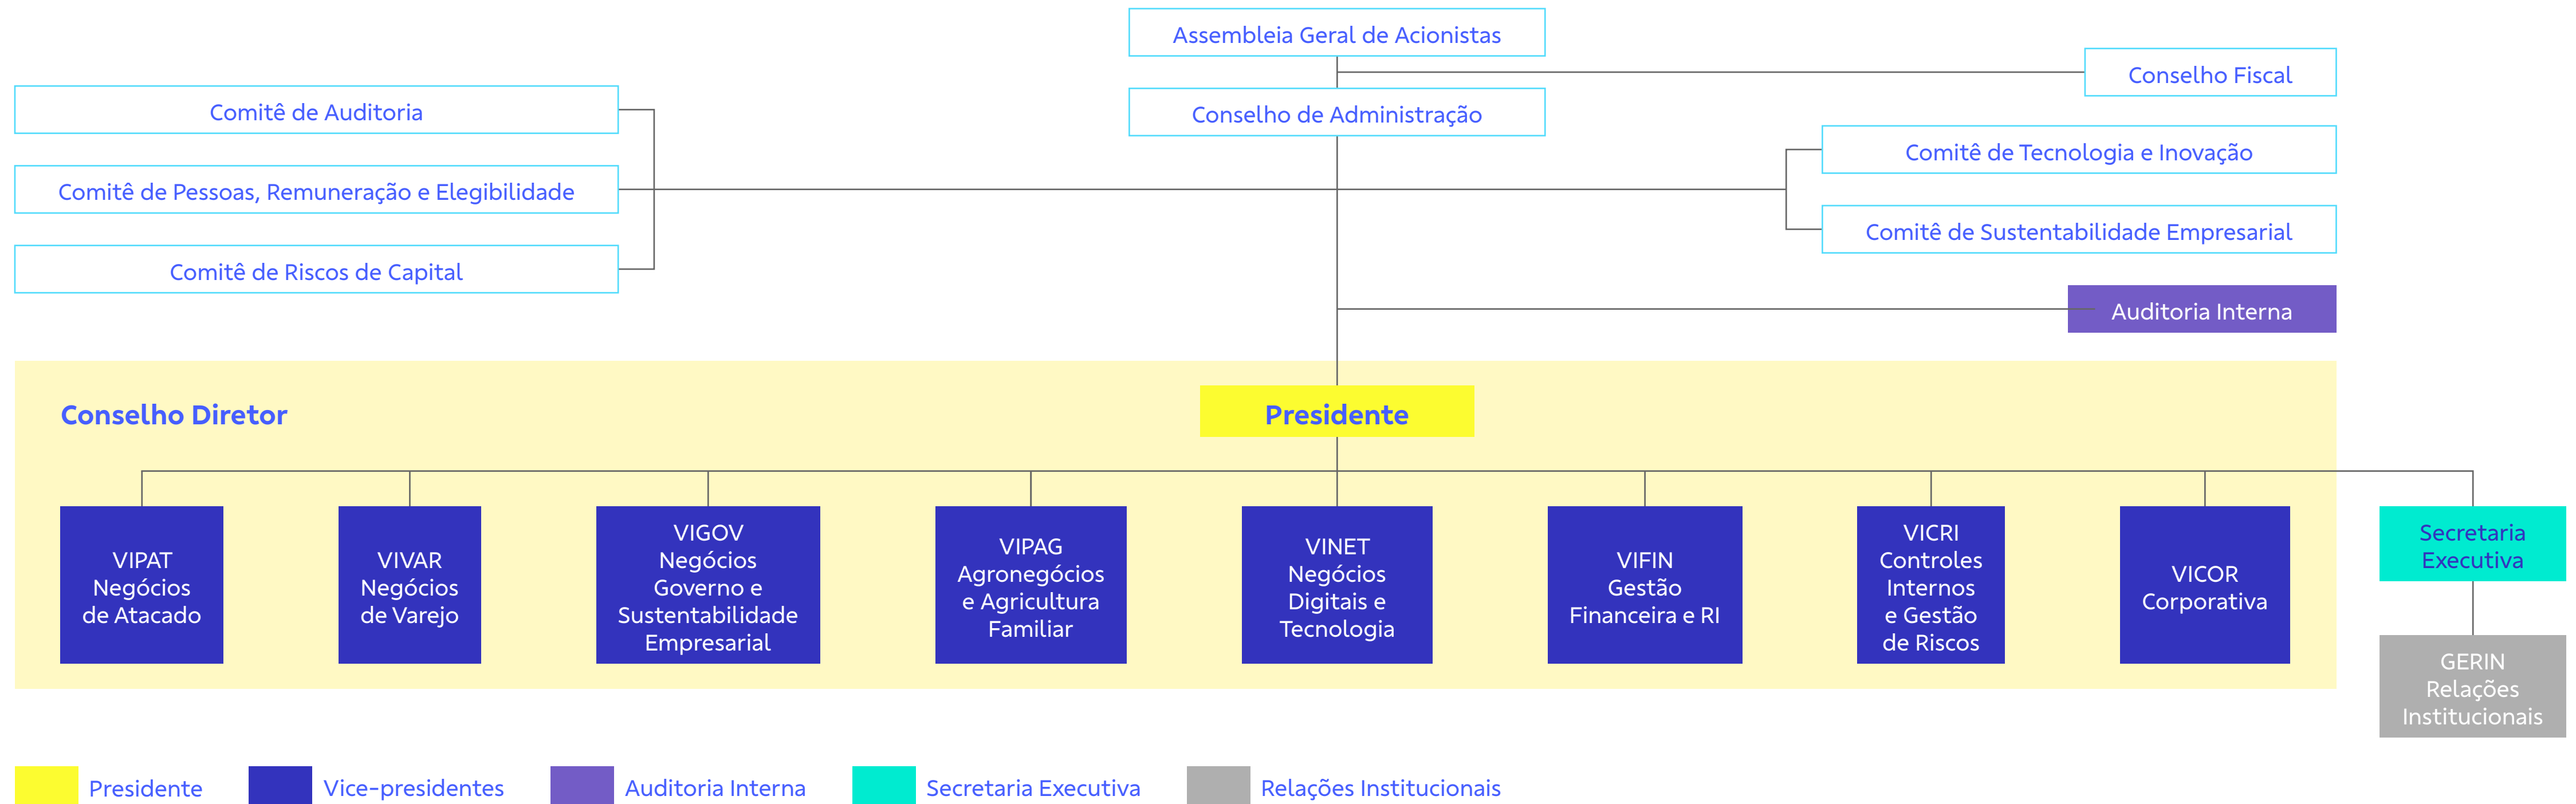 Assembleia Geral de Acionistas
Conselho Fiscal
Comitê de Auditoria
Conselho de Administração
Comitê de Tecnologia e Inovação
Comitê de Pessoas, Remuneração e Elegibilidade
Comitê de Sustentabilidade Empresarial
Comitê de Riscos de Capital
Auditoria Interna
Conselho Diretor
Presidente
VIPAT
Negócios
de Atacado
VIVAR
Negócios
de Varejo
VIGOV
Negócios
Governo e
Sustentabilidade
Empresarial
VIPAG
Agronegócios
e Agricultura
Familiar
VINET
Negócios
Digitais e
Tecnologia
VIFIN
Gestão
Financeira e RI
VICRI
Controles
Internos
e Gestão
de Riscos
VICOR
Corporativa
Secretaria
Executiva
GERIN
Relações
Institucionais
Presidente
Vice-presidentes
Auditoria Interna
Secretaria Executiva
Relações Institucionais